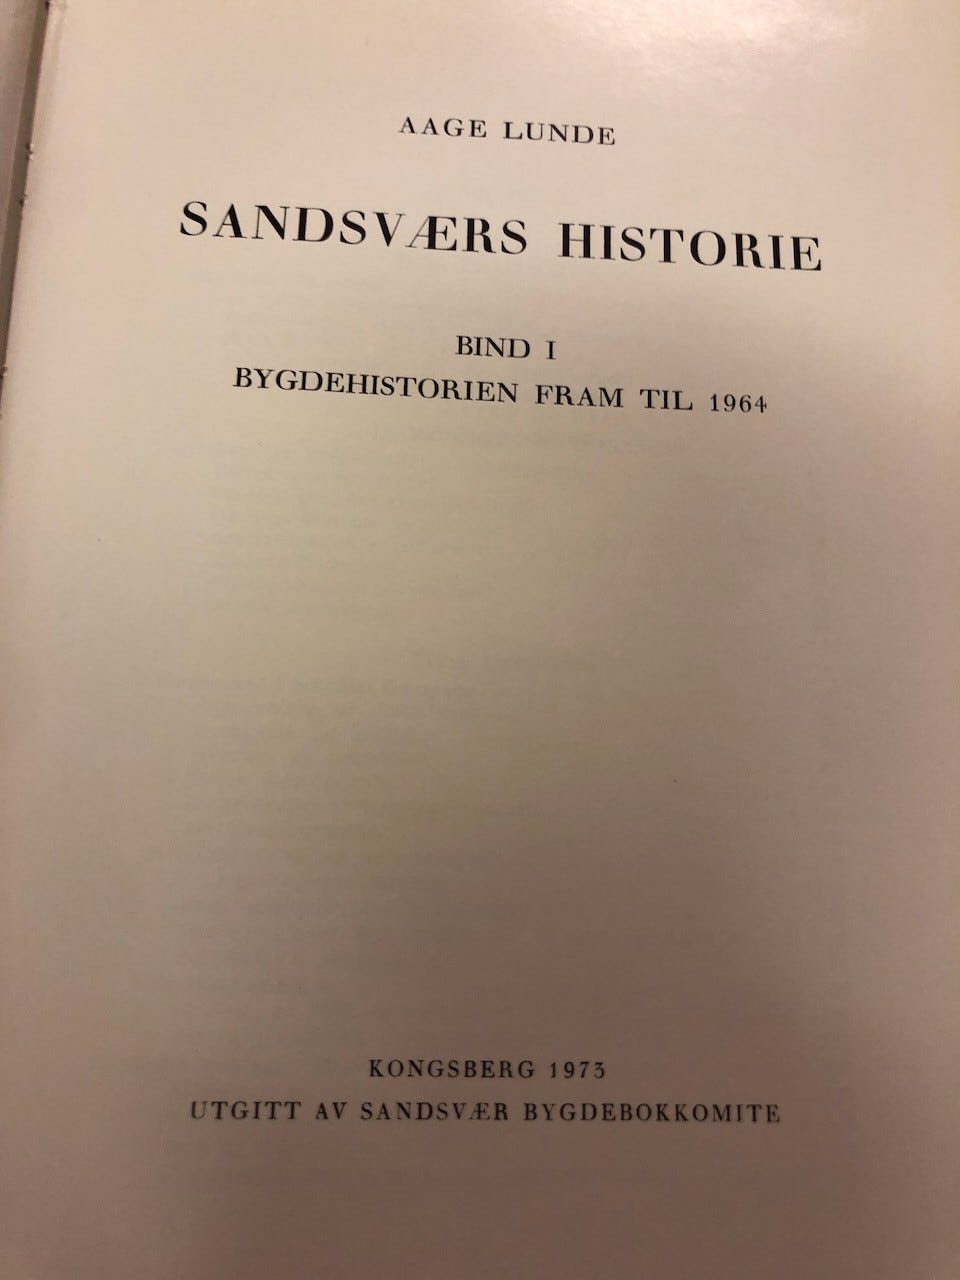 AAGE LUNDE
SANDSVÆRS HISTORIE
BIND I
BYGDEHISTORIEN FRAM TIL 1964
KONGSBERG 1973
UTGITT AV SANDSVÆR BYGDEBOKKOMITE